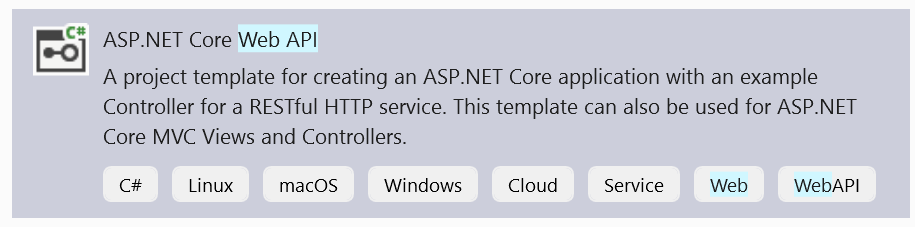 C#
ASP.NET Core Web API
A project template for creating an ASP.NET Core application with an example
Controller for a RESTful HTTP service. This template can also be used for ASP.NET
Core MVC Views and Controllers.
C# Linux macOS Windows Cloud Service Web WebAPI